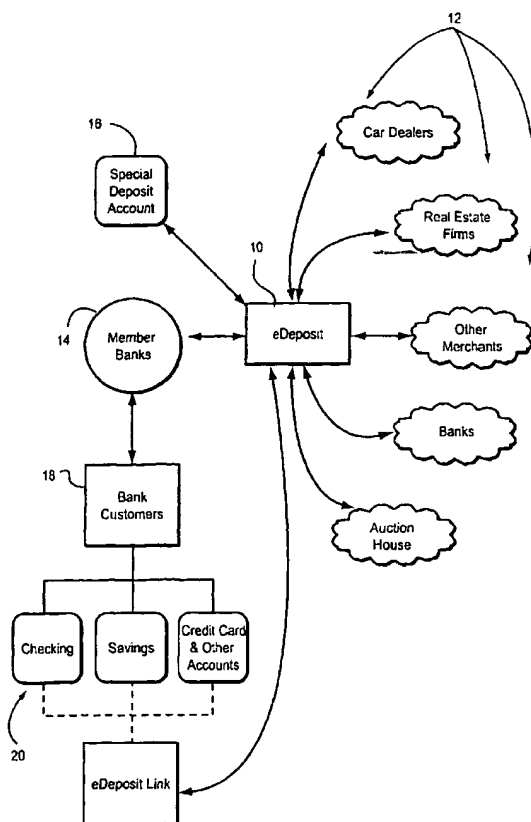 12
Car Dealers
16
Special
Deposit
Account
Real Estate
Firms
10
eDeposit
14
Member
Banks
Other
Merchants
18
Banks
Bank
Customers
Auction
House
Checking
Savings
Credit Card
& Other
Accounts
20
eDeposit Link